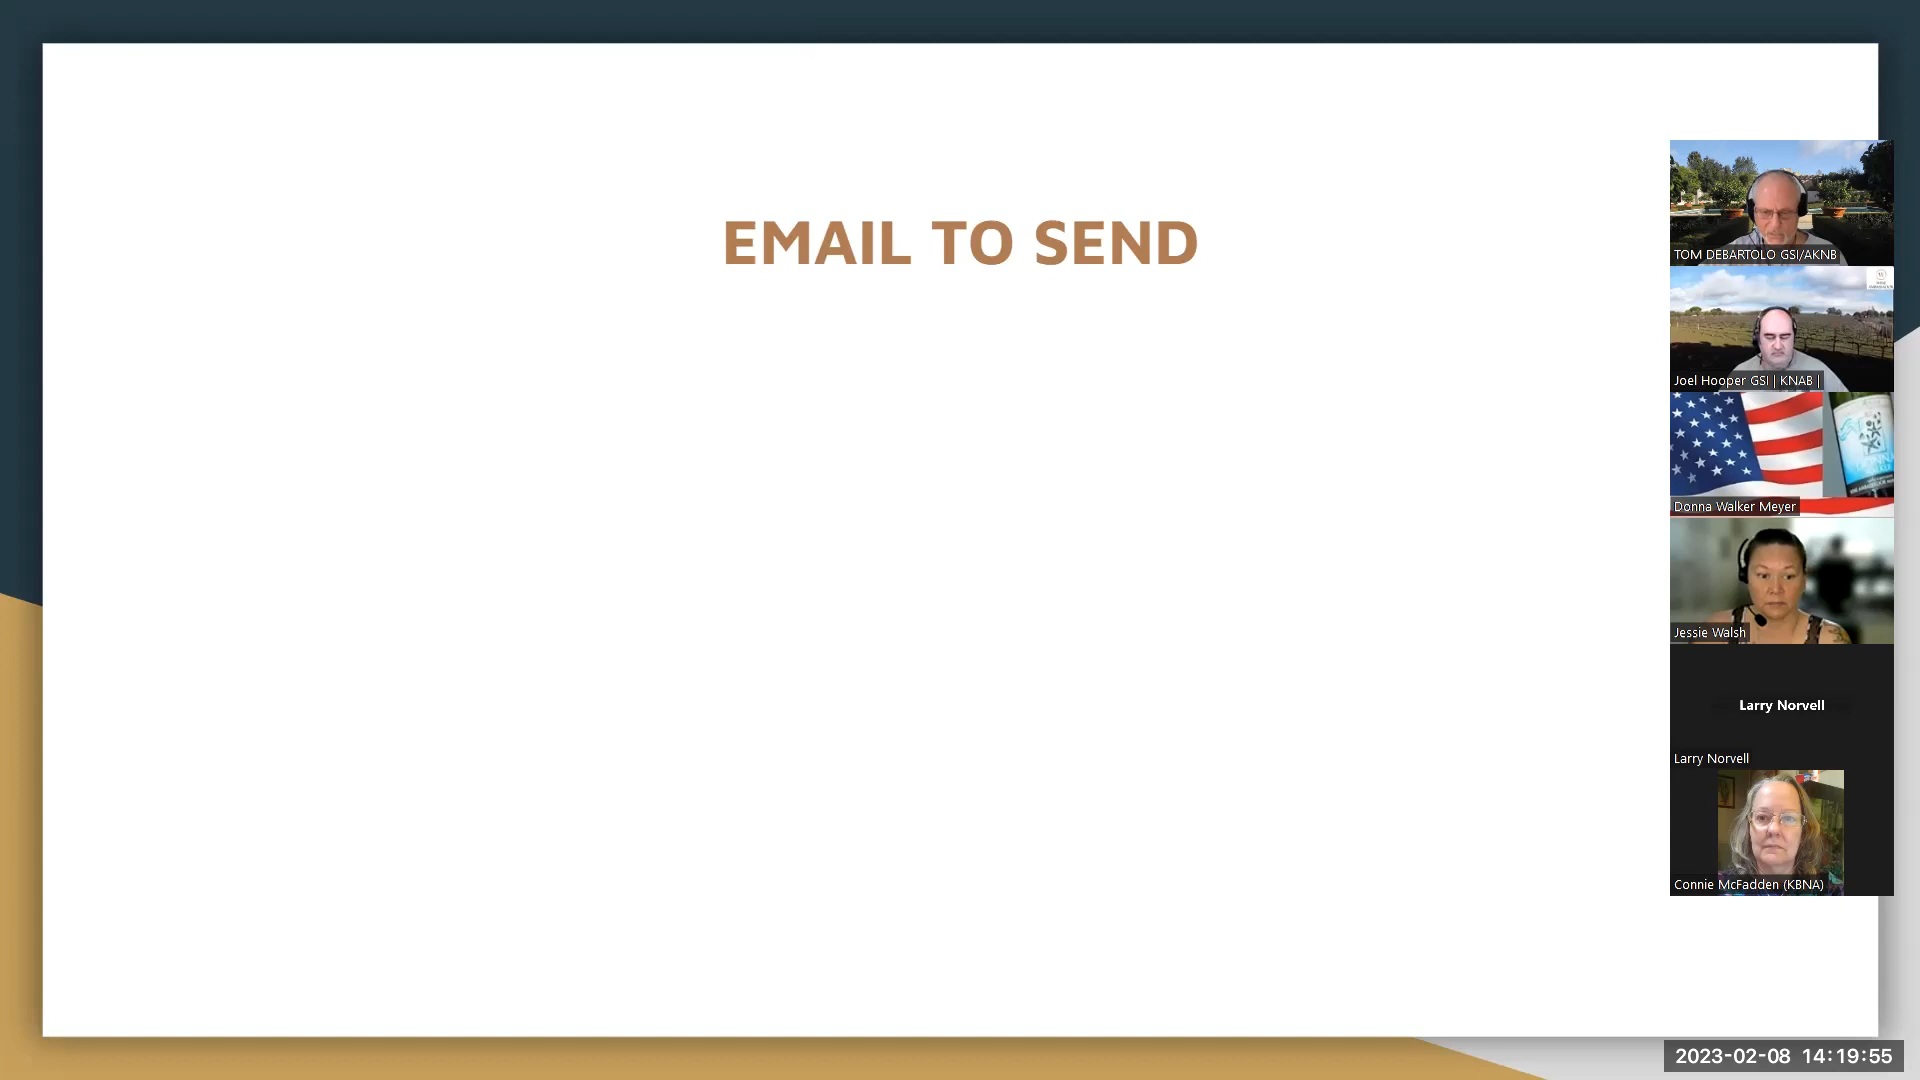 EMAIL TO SEND
TOM DEBARTOLO GSI/AKNB
Joel Hooper GSI | KNAB |
Donna Walker Meyer
Jessie Walsh
Larry Norvell
Larry Norvell
Connie McFadden (KBNA)
2023-02-08 14:19:55